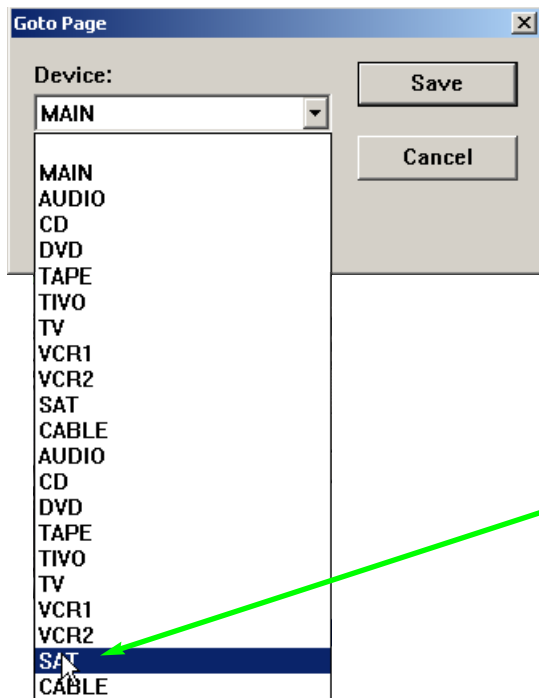 Goto Page
Device:
Save
MAIN
Cancel
MAIN
AUDIO
CD
DVD
TAPE
TIVO
TV
VCR1
VCR2
SAT
CABLE
AUDIO
CD
DVD
TAPE
TIVO
TV
VCR1
VCR2
SAT
CABLE